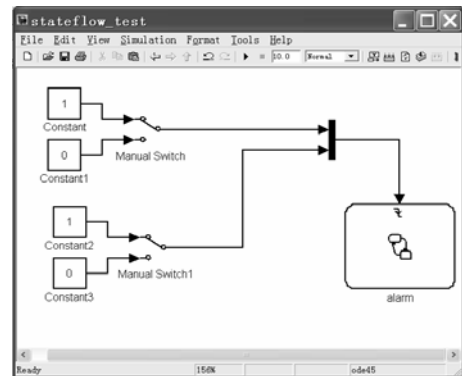 stateflow_test
File Edit View Simulation Format Tools Help
10.0 Normal
1
Constant
0
Constant1
Manual Switch
1
Constant2
0
Constant3
Manual Switch1
alarm
Ready 156% ode45